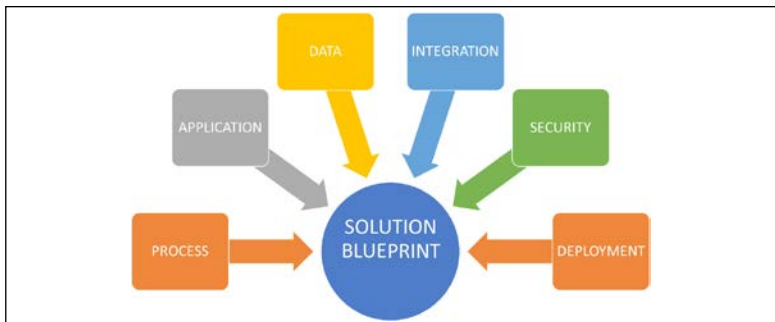 DATA
INTEGRATION
APPLICATION
SECURITY
SOLUTION
BLUEPRINT
PROCESS
DEPLOYMENT